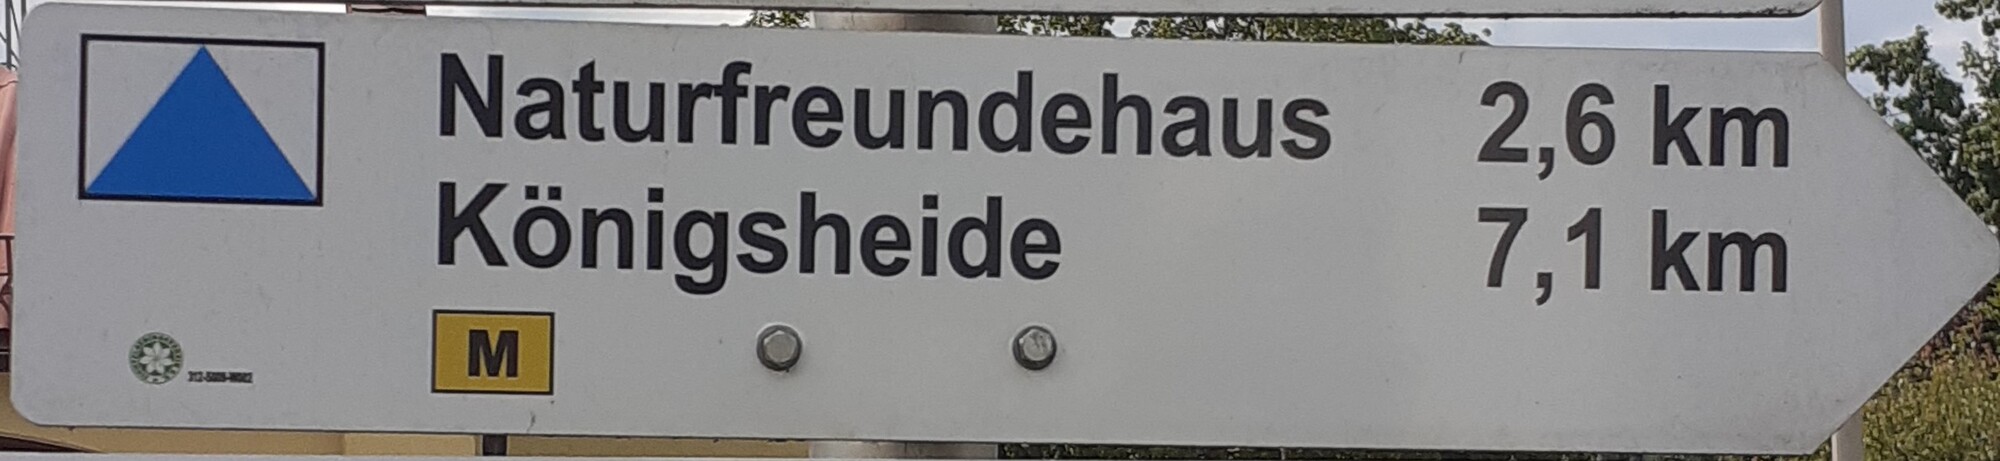 Naturfreundehaus 2,6 km
Königsheide 7,1 km
M